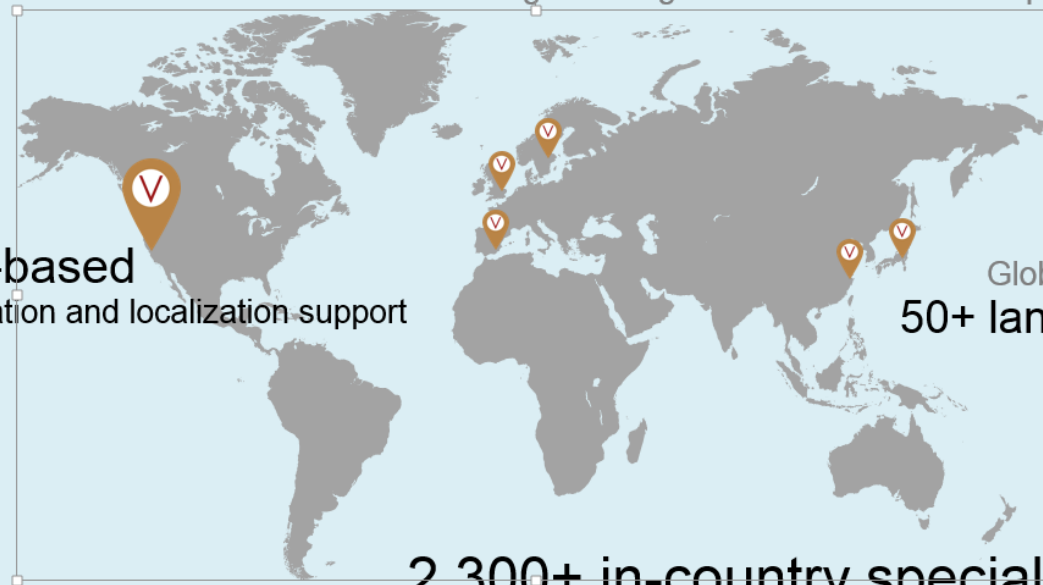 -based
ation and localization support
Glob
50+ lan
2,300+ in-country special
V
V
V
V
V
V